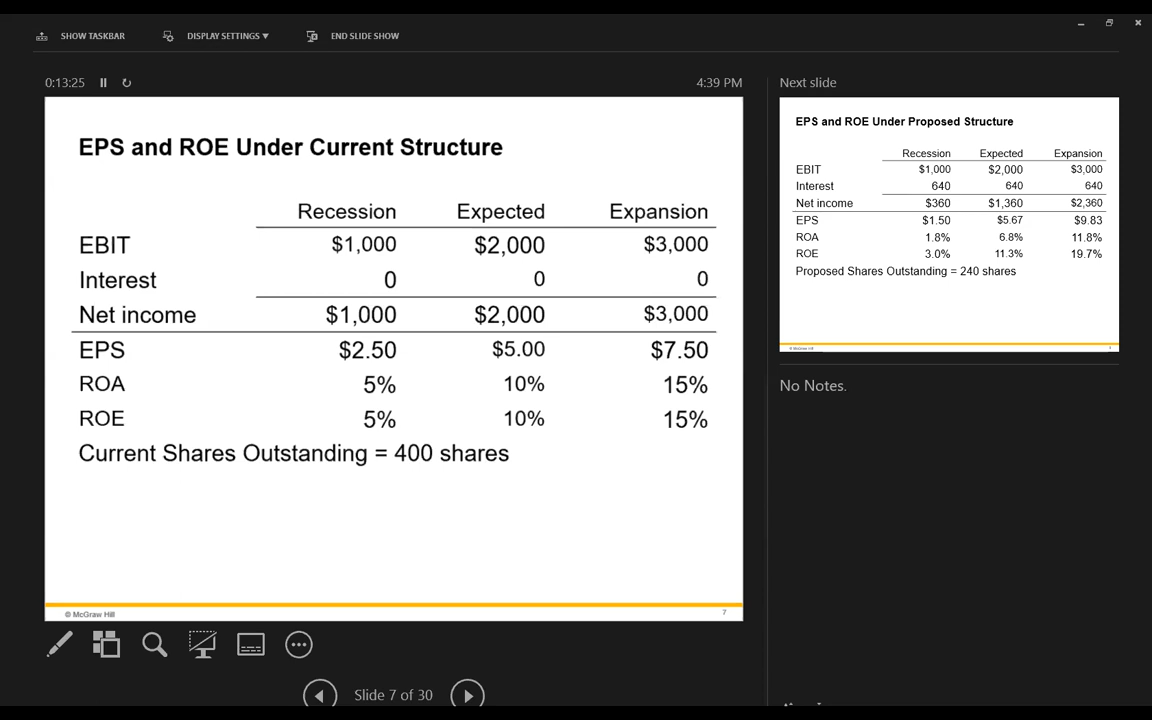 SHOW TASKBAR DISPLAY SETTINGS ▼ END SLIDE SHOW
0:13:25 4:39 PM
EPS and ROE Under Current Structure
Recession Expected Expansion
EBIT $1,000 $2,000 $3,000
Interest 0 0 0
Net income $1,000 $2,000 $3,000
EPS $2.50 $5.00 $7.50
ROA 5% 10% 15%
ROE 5% 10% 15%
Current Shares Outstanding = 400 shares
© McGraw Hill 7
Slide 7 of 30
Next slide
EPS and ROE Under Proposed Structure
Recession Expected Expansion
EBIT $1,000 $2,000 $3,000
Interest 640 640 640
Net income $360 $1,360 $2,360
EPS $1.50 $5.67 $9.83
ROA 1.8% 6.8% 11.8%
ROE 3.0% 11.3% 19.7%
Proposed Shares Outstanding = 240 shares
© McGraw Hill
No Notes.